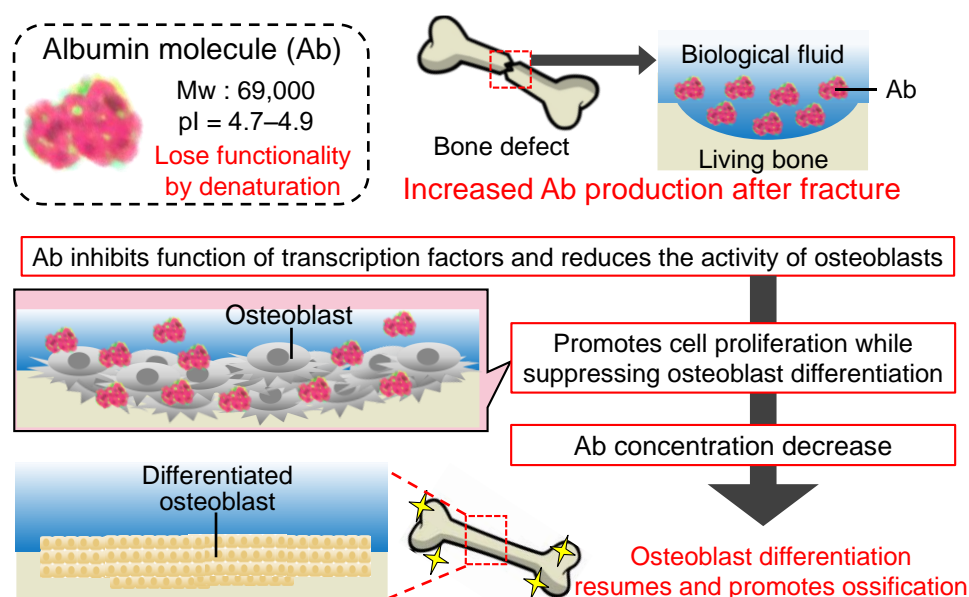 Albumin molecule (Ab)
Mw : 69,000
pI = 4.7–4.9
Lose functionality
by denaturation
Bone defect
Biological fluid
Ab
Living bone
Increased Ab production after fracture
Ab inhibits function of transcription factors and reduces the activity of osteoblasts
Osteoblast
Promotes cell proliferation while
suppressing osteoblast differentiation
Ab concentration decrease
Differentiated
osteoblast
Osteoblast differentiation
resumes and promotes ossification